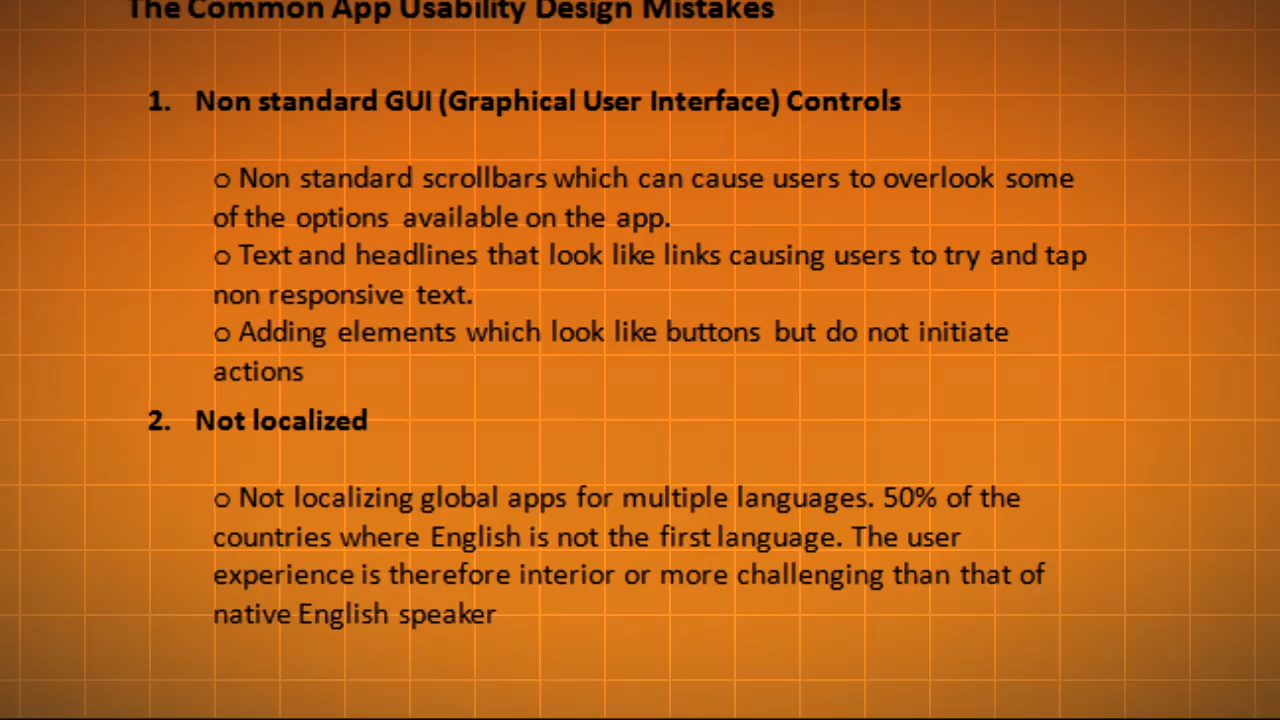 The Common App Usability Design Mistakes
1. Non standard GUI (Graphical User Interface) Controls
o Non standard scrollbars which can cause users to overlook some
of the options available on the app.
o Text and headlines that look like links causing users to try and tap
non responsive text.
o Adding elements which look like buttons but do not initiate
actions
2. Not localized
o Not localizing global apps for multiple languages. 50% of the
countries where English is not the first language. The user
experience is therefore interior or more challenging than that of
native English speaker